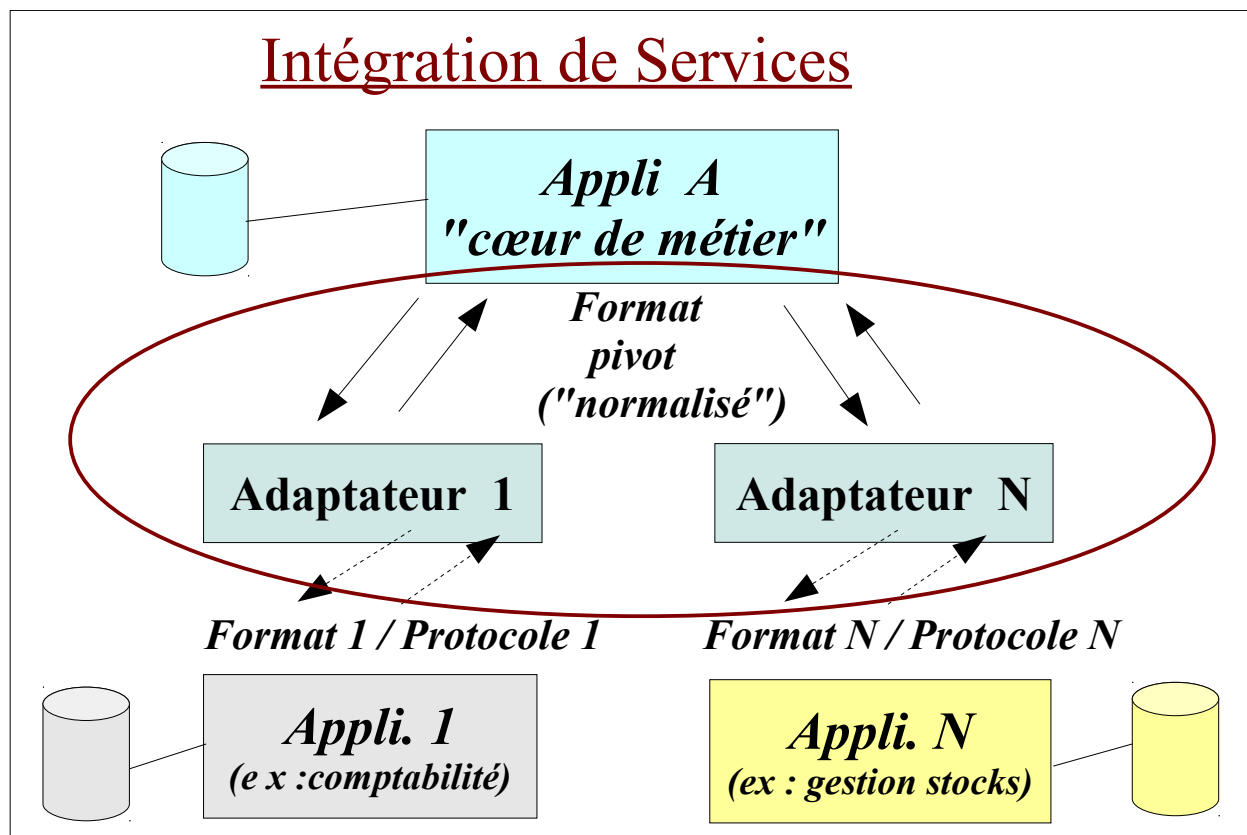 Intégration de Services
Appli A
"cœur de métier"
Format
pivot
("normalisé")
Adaptateur 1
Adaptateur N
Format 1 / Protocole 1
Format N / Protocole N
Appli. 1
(e x :comptabilité)
Appli. N
(ex : gestion stocks)